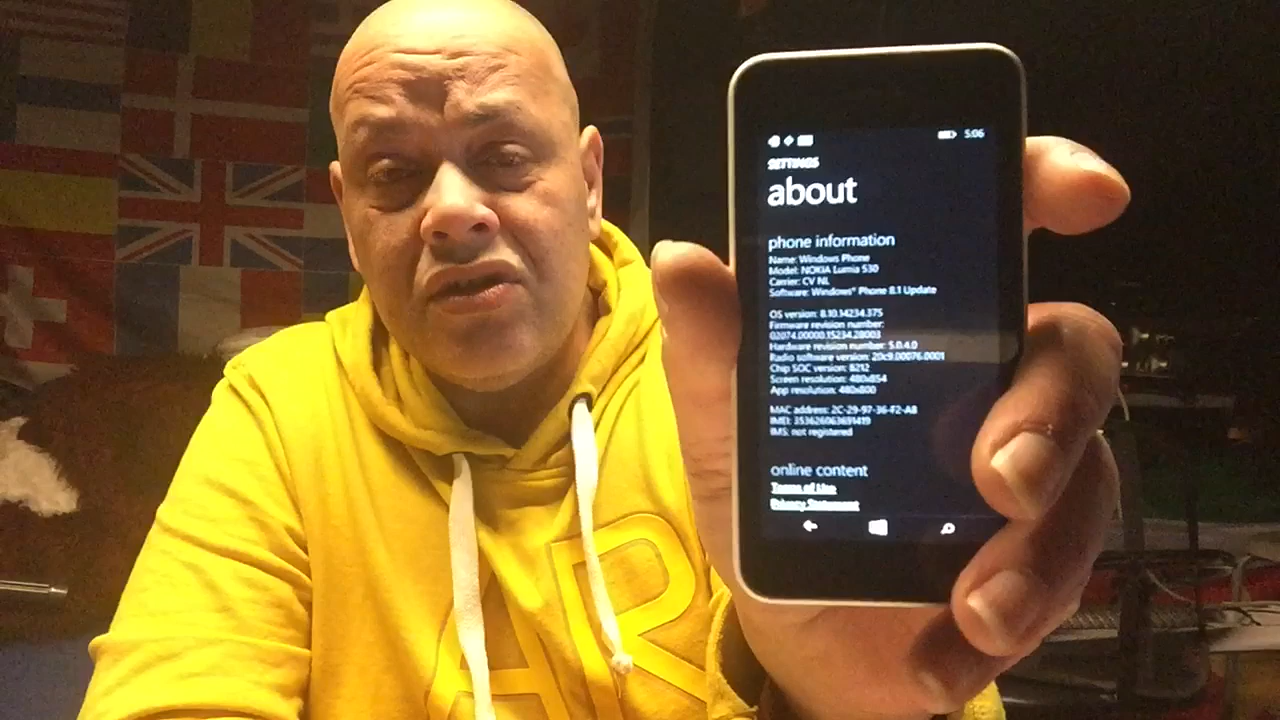 5:06
SETTINGS
about
phone information
Name: Windows Phone
Model: NOKIA Lumia 530
Carrier: CV NL
Software: Windows® Phone 8.1 Update
OS version: 8.10.14234.375
Firmware revision number:
02074.00000.15234.28003
Hardware revision number: 5.0.4.0
Radio software version: 20c9.00076.0001
Chip SOC version: 8212
Screen resolution: 480x854
App resolution: 480x800
MAC address: 2C-29-97-36-F2-A8
IMEI: 353626063691419
IMS: not registered
online content
Terms of Use
Privacy Statement
AR